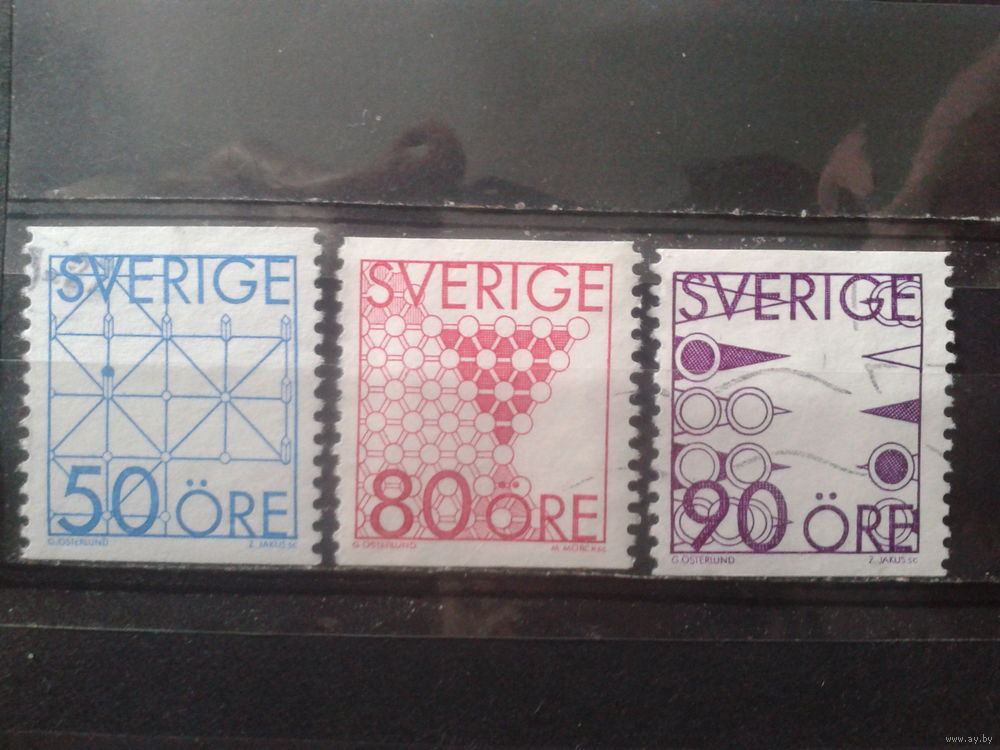 SVERIGE
50 ÖRE
G.ÖSTERLUND Z. JAKUS SC
SVERIGE
80 ÖRE
G ÖSTERLUND M MÖRCK SC
SVERIGE
90 ÖRE
G.ÖSTERLUND Z. JAKUS SC
www.ay.by